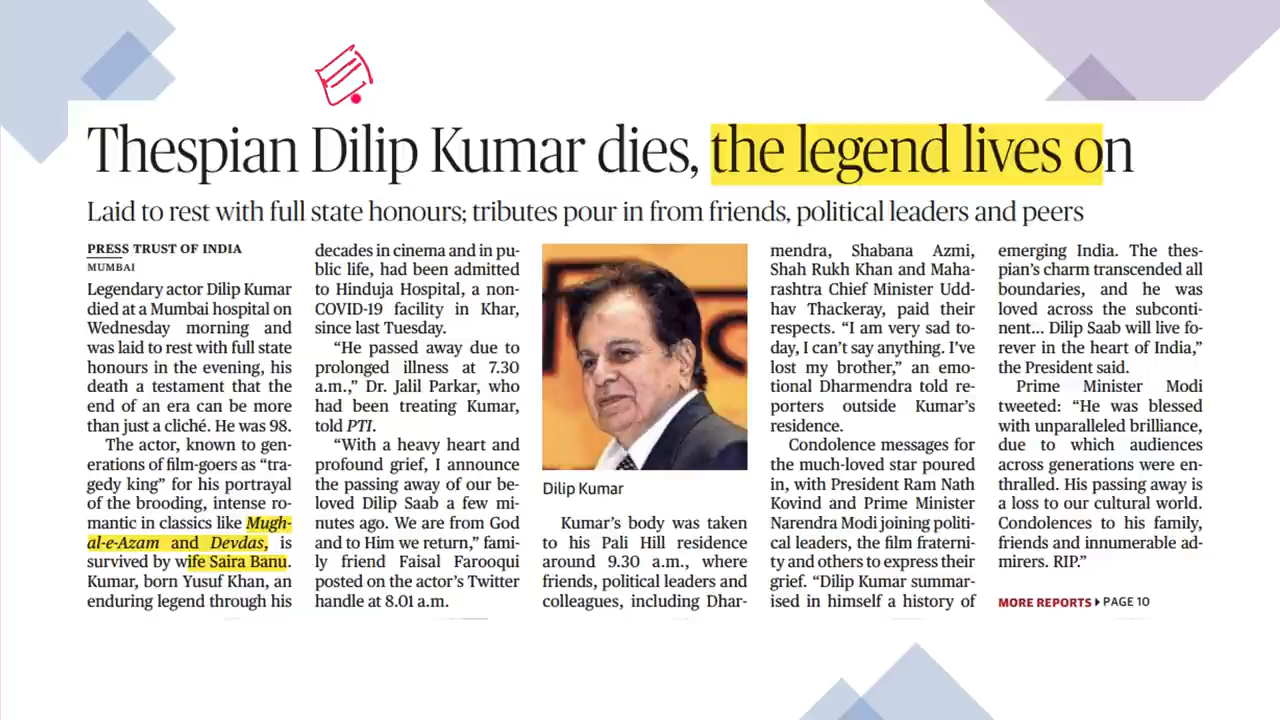 Thespian Dilip Kumar dies, the legend lives on
Laid to rest with full state honours; tributes pour in from friends, political leaders and peers
PRESS TRUST OF INDIA
MUMBAI
Legendary actor Dilip Kumar
died at a Mumbai hospital on
Wednesday morning and
was laid to rest with full state
honours in the evening, his
death a testament that the
end of an era can be more
than just a cliché. He was 98.
The actor, known to gen-
erations of film-goers as “tra-
gedy king” for his portrayal
of the brooding, intense ro-
mantic in classics like Mugh-
al-e-Azam and Devdas, is
survived by wife Saira Banu.
Kumar, born Yusuf Khan, an
enduring legend through his
decades in cinema and in pu-
blic life, had been admitted
to Hinduja Hospital, a non-
COVID-19 facility in Khar,
since last Tuesday.
“He passed away due to
prolonged illness at 7.30
a.m.,” Dr. Jalil Parkar, who
had been treating Kumar,
told PTI.
“With a heavy heart and
profound grief, I announce
the passing away of our be-
loved Dilip Saab a few mi-
nutes ago. We are from God
and to Him we return,” fami-
ly friend Faisal Farooqui
posted on the actor’s Twitter
handle at 8.01 a.m.
Dilip Kumar
Kumar’s body was taken
to his Pali Hill residence
around 9.30 a.m., where
friends, political leaders and
colleagues, including Dhar-
mendra, Shabana Azmi,
Shah Rukh Khan and Maha-
rashtra Chief Minister Udd-
hav Thackeray, paid their
respects. “I am very sad to-
day, I can’t say anything. I’ve
lost my brother,” an emo-
tional Dharmendra told re-
porters outside Kumar’s
residence.
Condolence messages for
the much-loved star poured
in, with President Ram Nath
Kovind and Prime Minister
Narendra Modi joining politi-
cal leaders, the film fraterni-
ty and others to express their
grief. “Dilip Kumar summar-
ised in himself a history of
emerging India. The thes-
pian’s charm transcended all
boundaries, and he was
loved across the subconti-
nent... Dilip Saab will live fo-
rever in the heart of India,”
the President said.
Prime Minister Modi
tweeted: “He was blessed
with unparalleled brilliance,
due to which audiences
across generations were en-
thralled. His passing away is
a loss to our cultural world.
Condolences to his family,
friends and innumerable ad-
mirers. RIP.”
MORE REPORTS ▸ PAGE 10